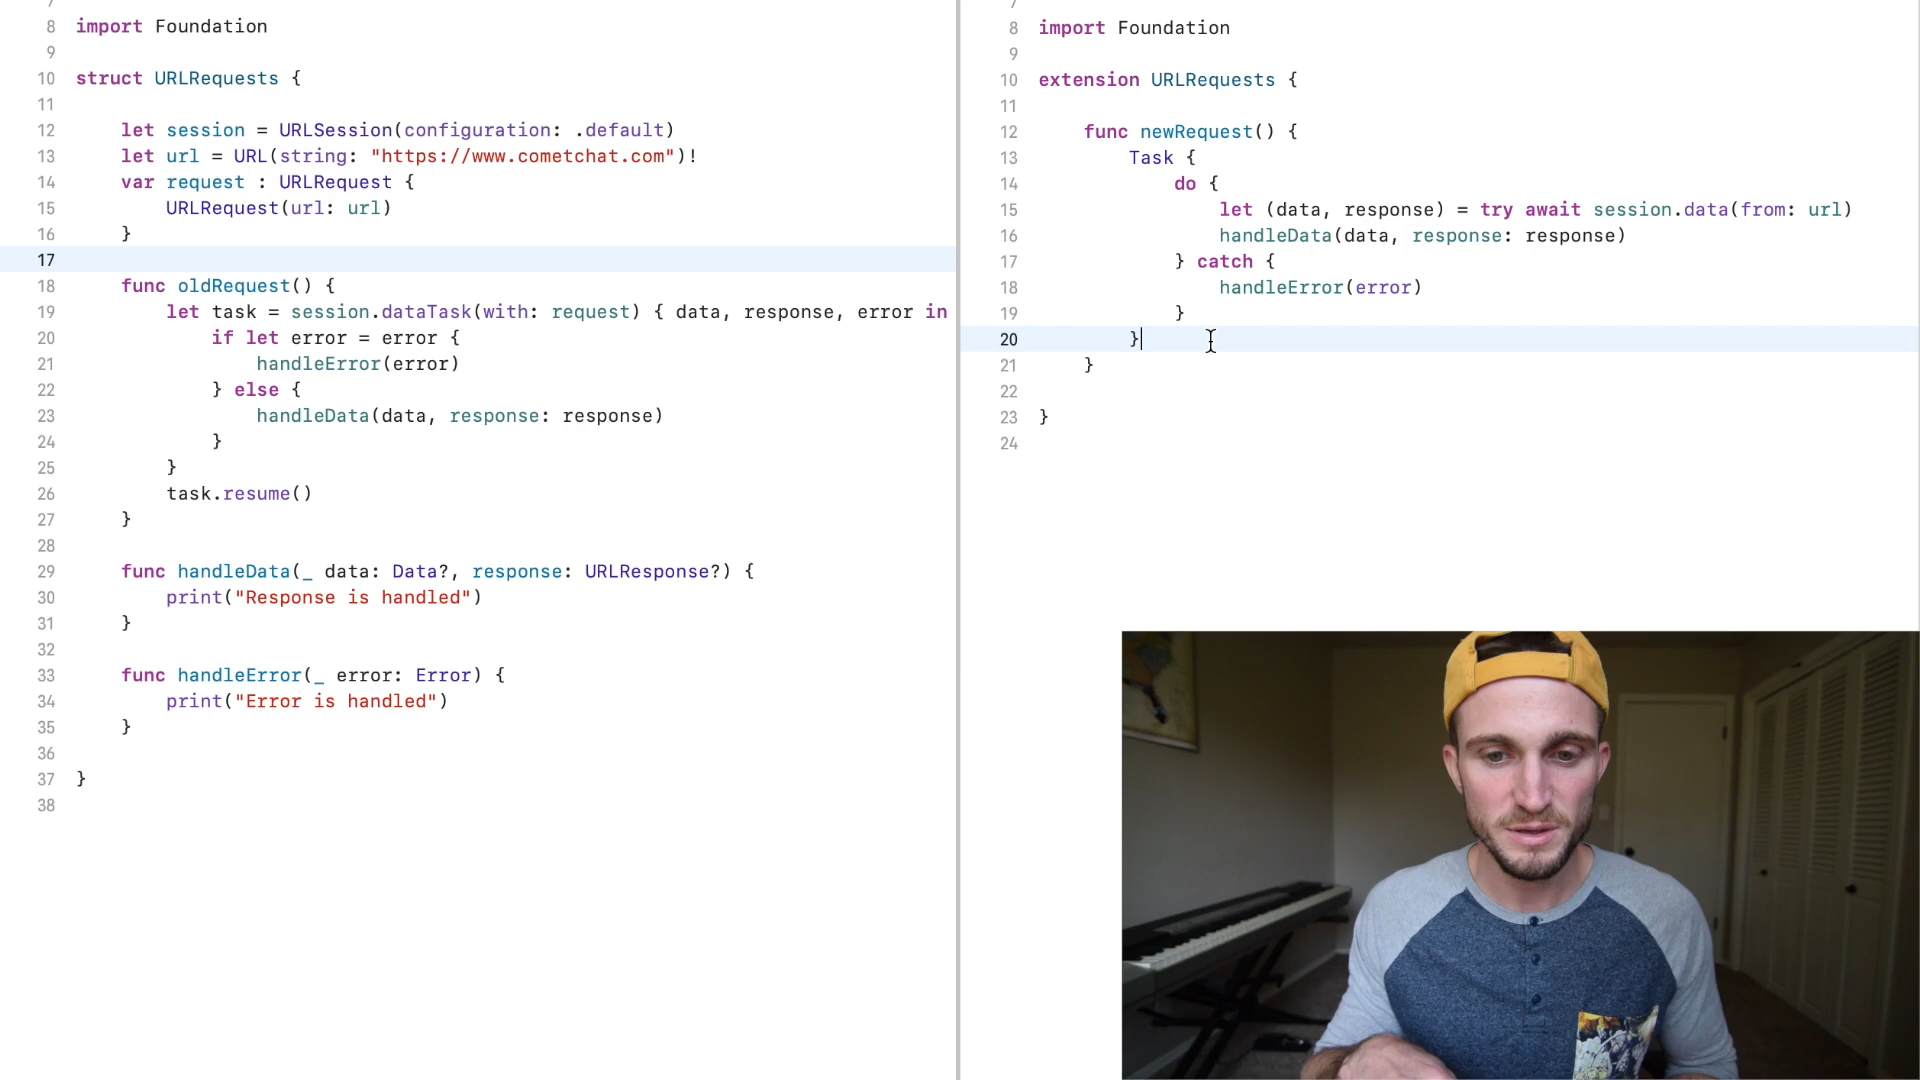 7
8 import Foundation
9
10 struct URLRequests {
11
12 let session = URLSession(configuration: .default)
13 let url = URL(string: "https://www.cometchat.com")!
14 var request : URLRequest {
15 URLRequest(url: url)
16 }
17
18 func oldRequest() {
19 let task = session.dataTask(with: request) { data, response, error in
20 if let error = error {
21 handleError(error)
22 } else {
23 handleData(data, response: response)
24 }
25 }
26 task.resume()
27 }
28
29 func handleData(_ data: Data?, response: URLResponse?) {
30 print("Response is handled")
31 }
32
33 func handleError(_ error: Error) {
34 print("Error is handled")
35 }
36
37 }
38
7
8 import Foundation
9
10 extension URLRequests {
11
12 func newRequest() {
13 Task {
14 do {
15 let (data, response) = try await session.data(from: url)
16 handleData(data, response: response)
17 } catch {
18 handleError(error)
19 }
20 }
21 }
22
23 }
24